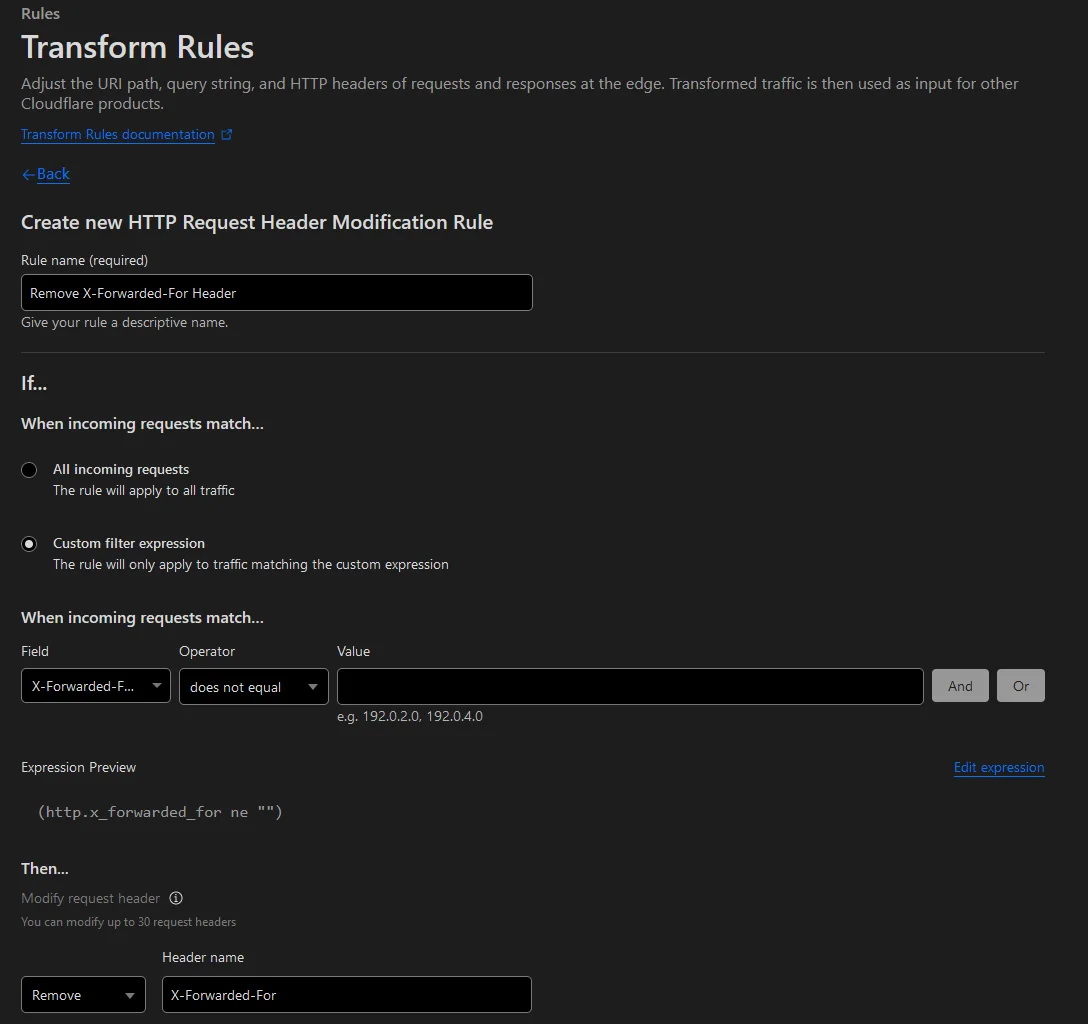 Rules
Transform Rules
Adjust the URI path, query string, and HTTP headers of requests and responses at the edge. Transformed traffic is then used as input for other
Cloudflare products.
Transform Rules documentation
←Back
Create new HTTP Request Header Modification Rule
Rule name (required)
Remove X-Forwarded-For Header
Give your rule a descriptive name.
If...
When incoming requests match...
All incoming requests
The rule will apply to all traffic
Custom filter expression
The rule will only apply to traffic matching the custom expression
When incoming requests match...
Field Operator Value
X-Forwarded-F... does not equal And Or
e.g. 192.0.2.0, 192.0.4.0
Expression Preview Edit expression
(http.x_forwarded_for ne "")
Then...
Modify request header
You can modify up to 30 request headers
Header name
Remove X-Forwarded-For